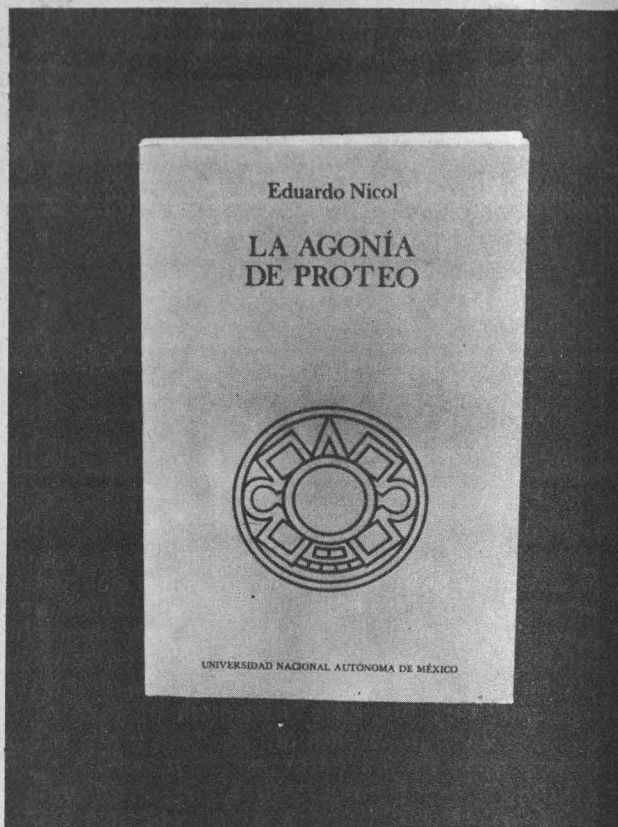 Eduardo Nicol
LA AGONÍA
DE PROTEO
UNIVERSIDAD NACIONAL AUTÓNOMA DE MÉXICO